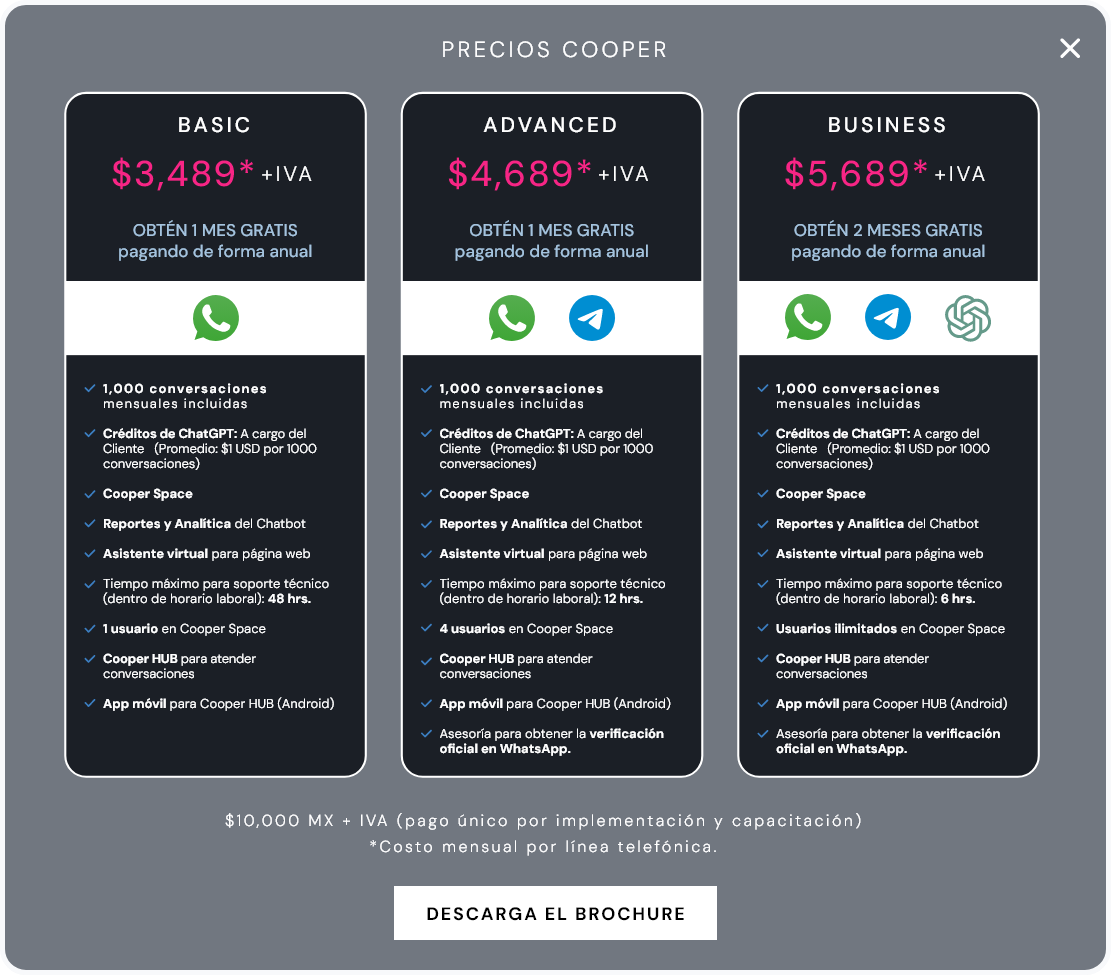 PRECIOS COOPER
BASIC
$3,489* +IVA
OBTÉN 1 MES GRATIS
pagando de forma anual
1,000 conversaciones
mensuales incluidas
Créditos de ChatGPT: A cargo del
Cliente (Promedio: $1 USD por 1000
conversaciones)
Cooper Space
Reportes y Analítica del Chatbot
Asistente virtual para página web
Tiempo máximo para soporte técnico
(dentro de horario laboral): 48 hrs.
1 usuario en Cooper Space
Cooper HUB para atender
conversaciones
App móvil para Cooper HUB (Android)
ADVANCED
$4,689* +IVA
OBTÉN 1 MES GRATIS
pagando de forma anual
1,000 conversaciones
mensuales incluidas
Créditos de ChatGPT: A cargo del
Cliente (Promedio: $1 USD por 1000
conversaciones)
Cooper Space
Reportes y Analítica del Chatbot
Asistente virtual para página web
Tiempo máximo para soporte técnico
(dentro de horario laboral): 12 hrs.
4 usuarios en Cooper Space
Cooper HUB para atender
conversaciones
App móvil para Cooper HUB (Android)
Asesoría para obtener la verificación
oficial en WhatsApp.
BUSINESS
$5,689* +IVA
OBTÉN 2 MESES GRATIS
pagando de forma anual
1,000 conversaciones
mensuales incluidas
Créditos de ChatGPT: A cargo del
Cliente (Promedio: $1 USD por 1000
conversaciones)
Cooper Space
Reportes y Analítica del Chatbot
Asistente virtual para página web
Tiempo máximo para soporte técnico
(dentro de horario laboral): 6 hrs.
Usuarios ilimitados en Cooper Space
Cooper HUB para atender
conversaciones
App móvil para Cooper HUB (Android)
Asesoría para obtener la verificación
oficial en WhatsApp.
$10,000 MX + IVA (pago único por implementación y capacitación)
*Costo mensual por línea telefónica.
DESCARGA EL BROCHURE